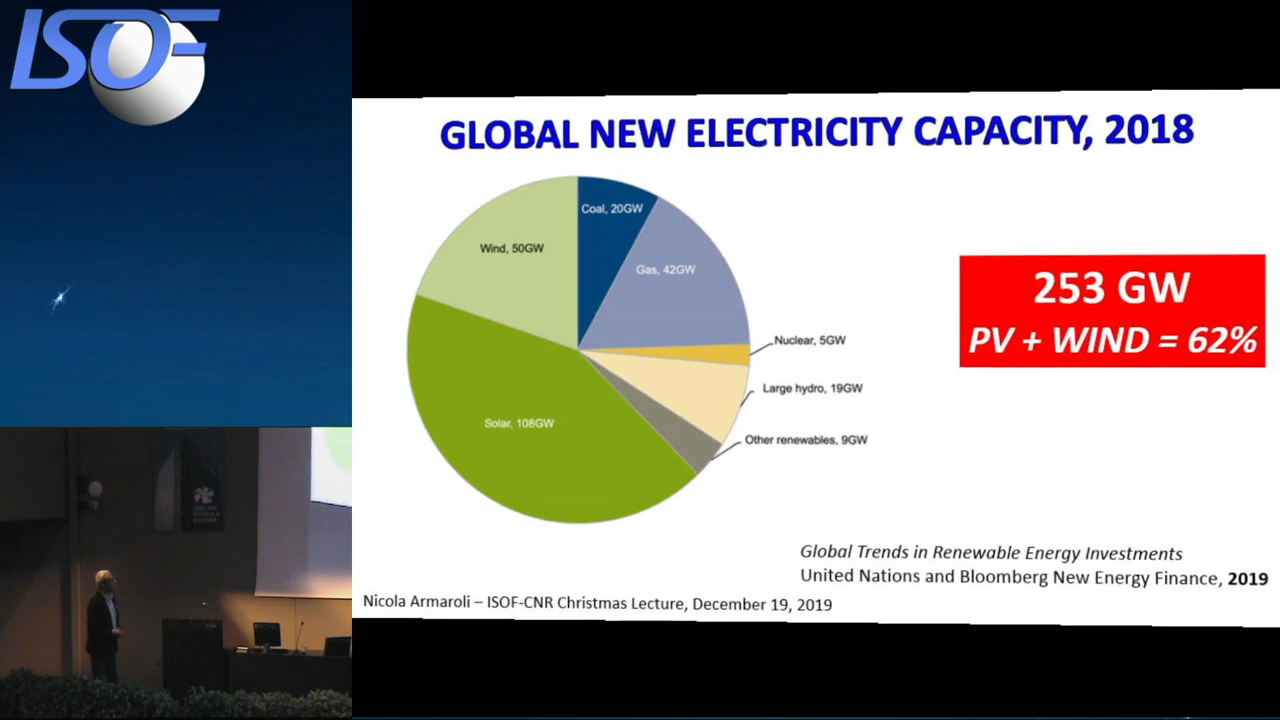 ISOF
GLOBAL NEW ELECTRICITY CAPACITY, 2018
Coal, 20GW
Wind, 50GW
Gas, 42GW
Nuclear, 5GW
Large hydro, 19GW
Solar, 108GW
Other renewables, 9GW
253 GW
PV + WIND = 62%
Global Trends in Renewable Energy Investments
United Nations and Bloomberg New Energy Finance, 2019
Nicola Armaroli – ISOF-CNR Christmas Lecture, December 19, 2019